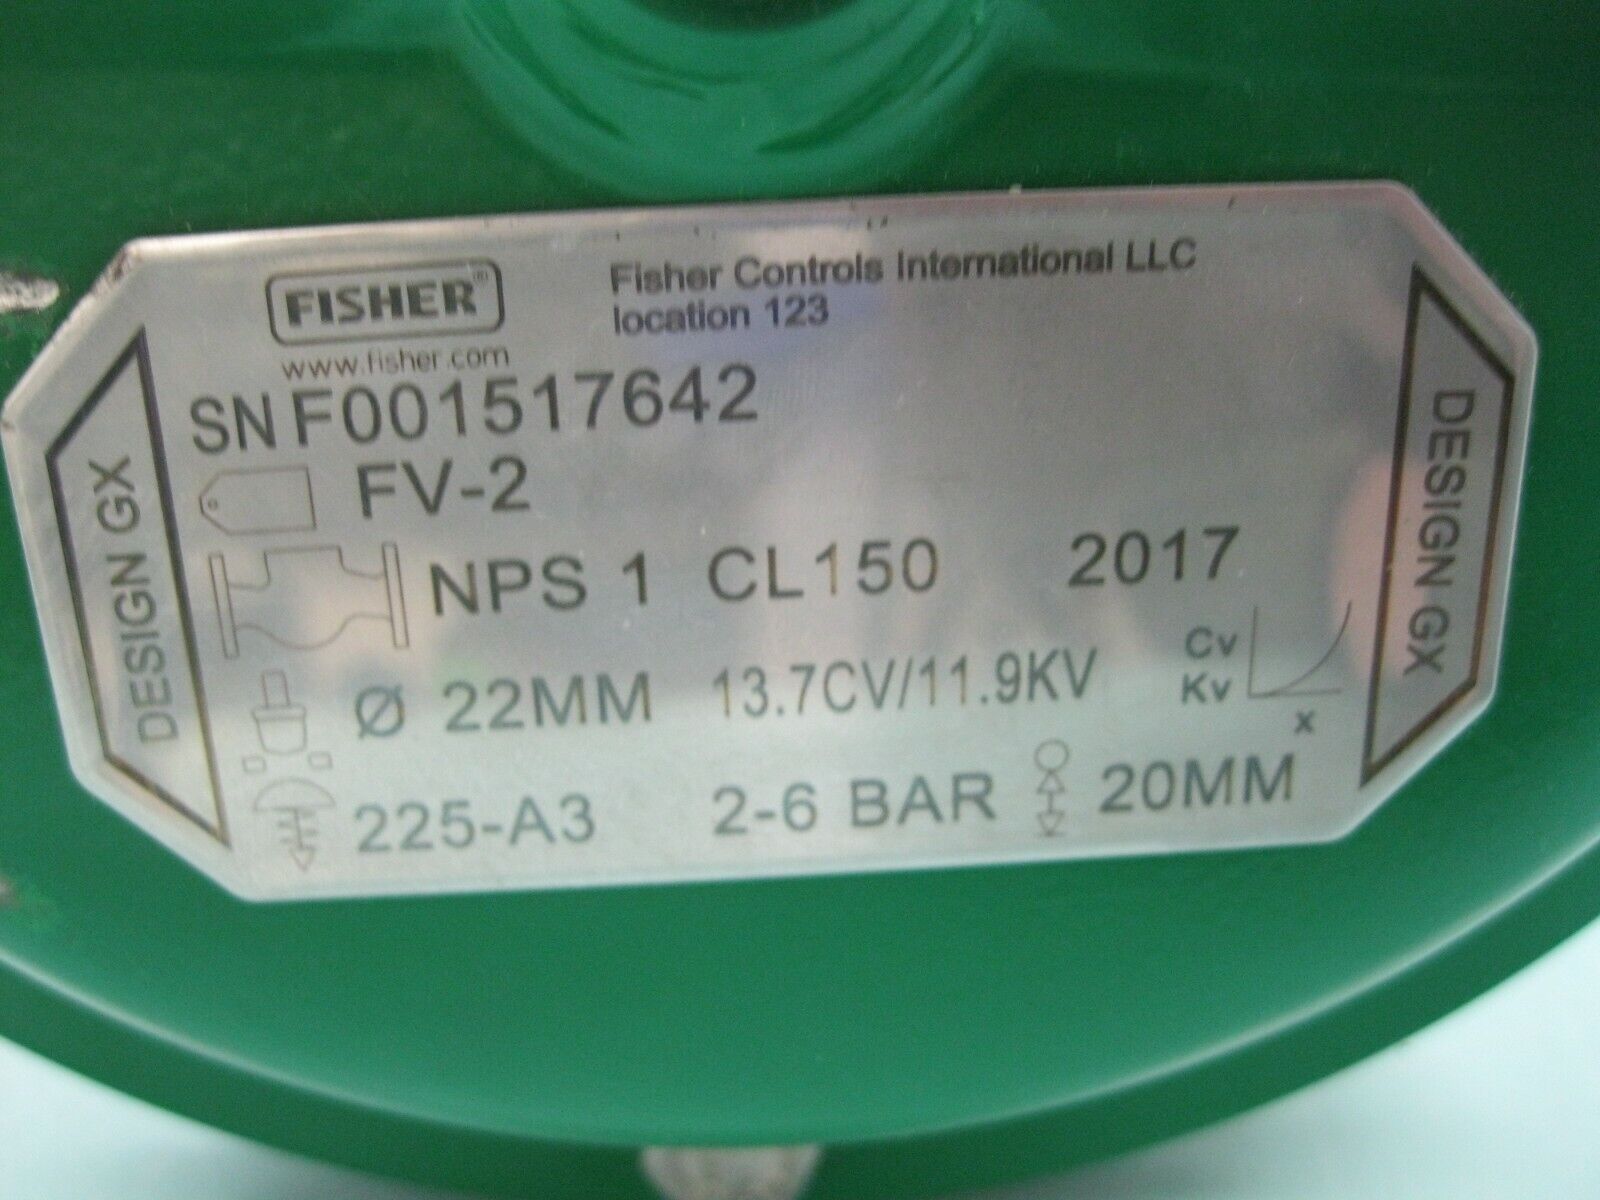 FISHER®
Fisher Controls International LLC
location 123
www.fisher.com
SN F001517642
FV-2
NPS 1 CL150 2017
Ø 22MM 13.7CV/11.9KV
Cv
Kv
x
225-A3 2-6 BAR 20MM
DESIGN GX
DESIGN GX